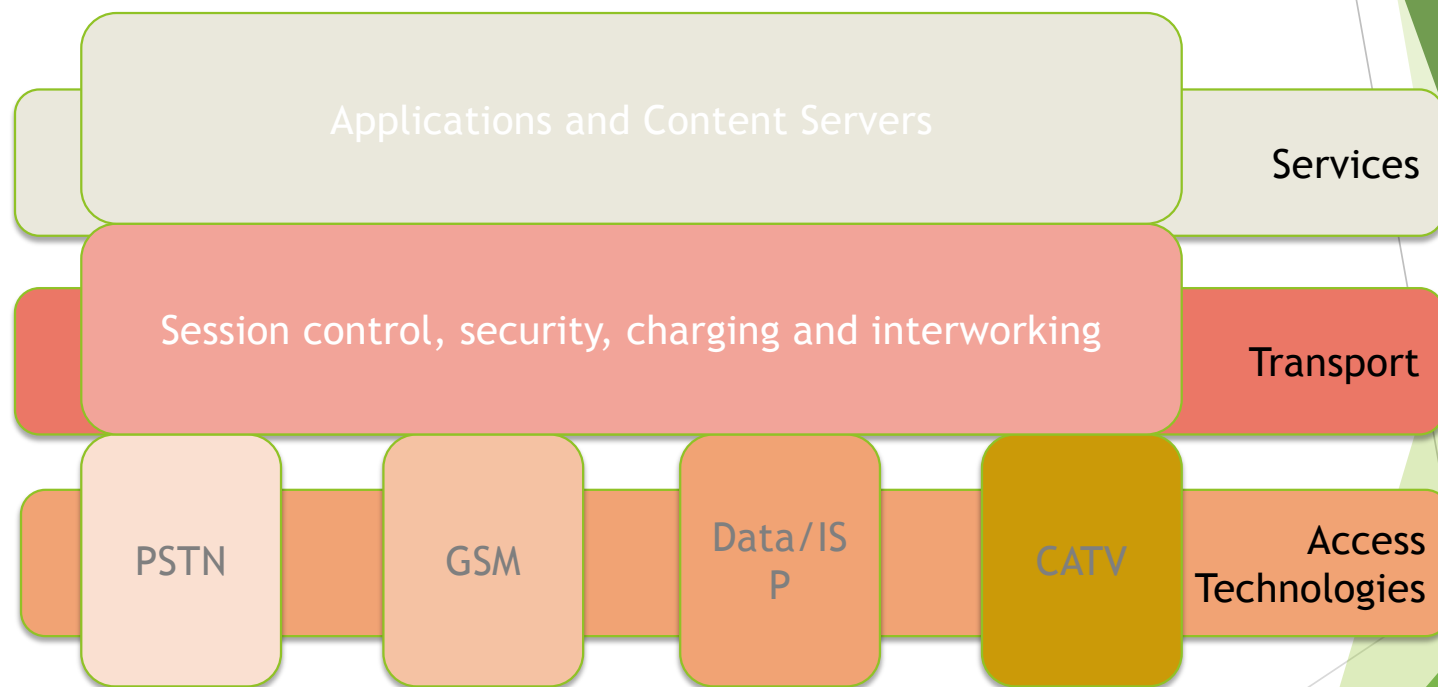 Applications and Content Servers
Services
Session control, security, charging and interworking
Transport
PSTN
GSM
Data/IS
P
CATV
Access
Technologies